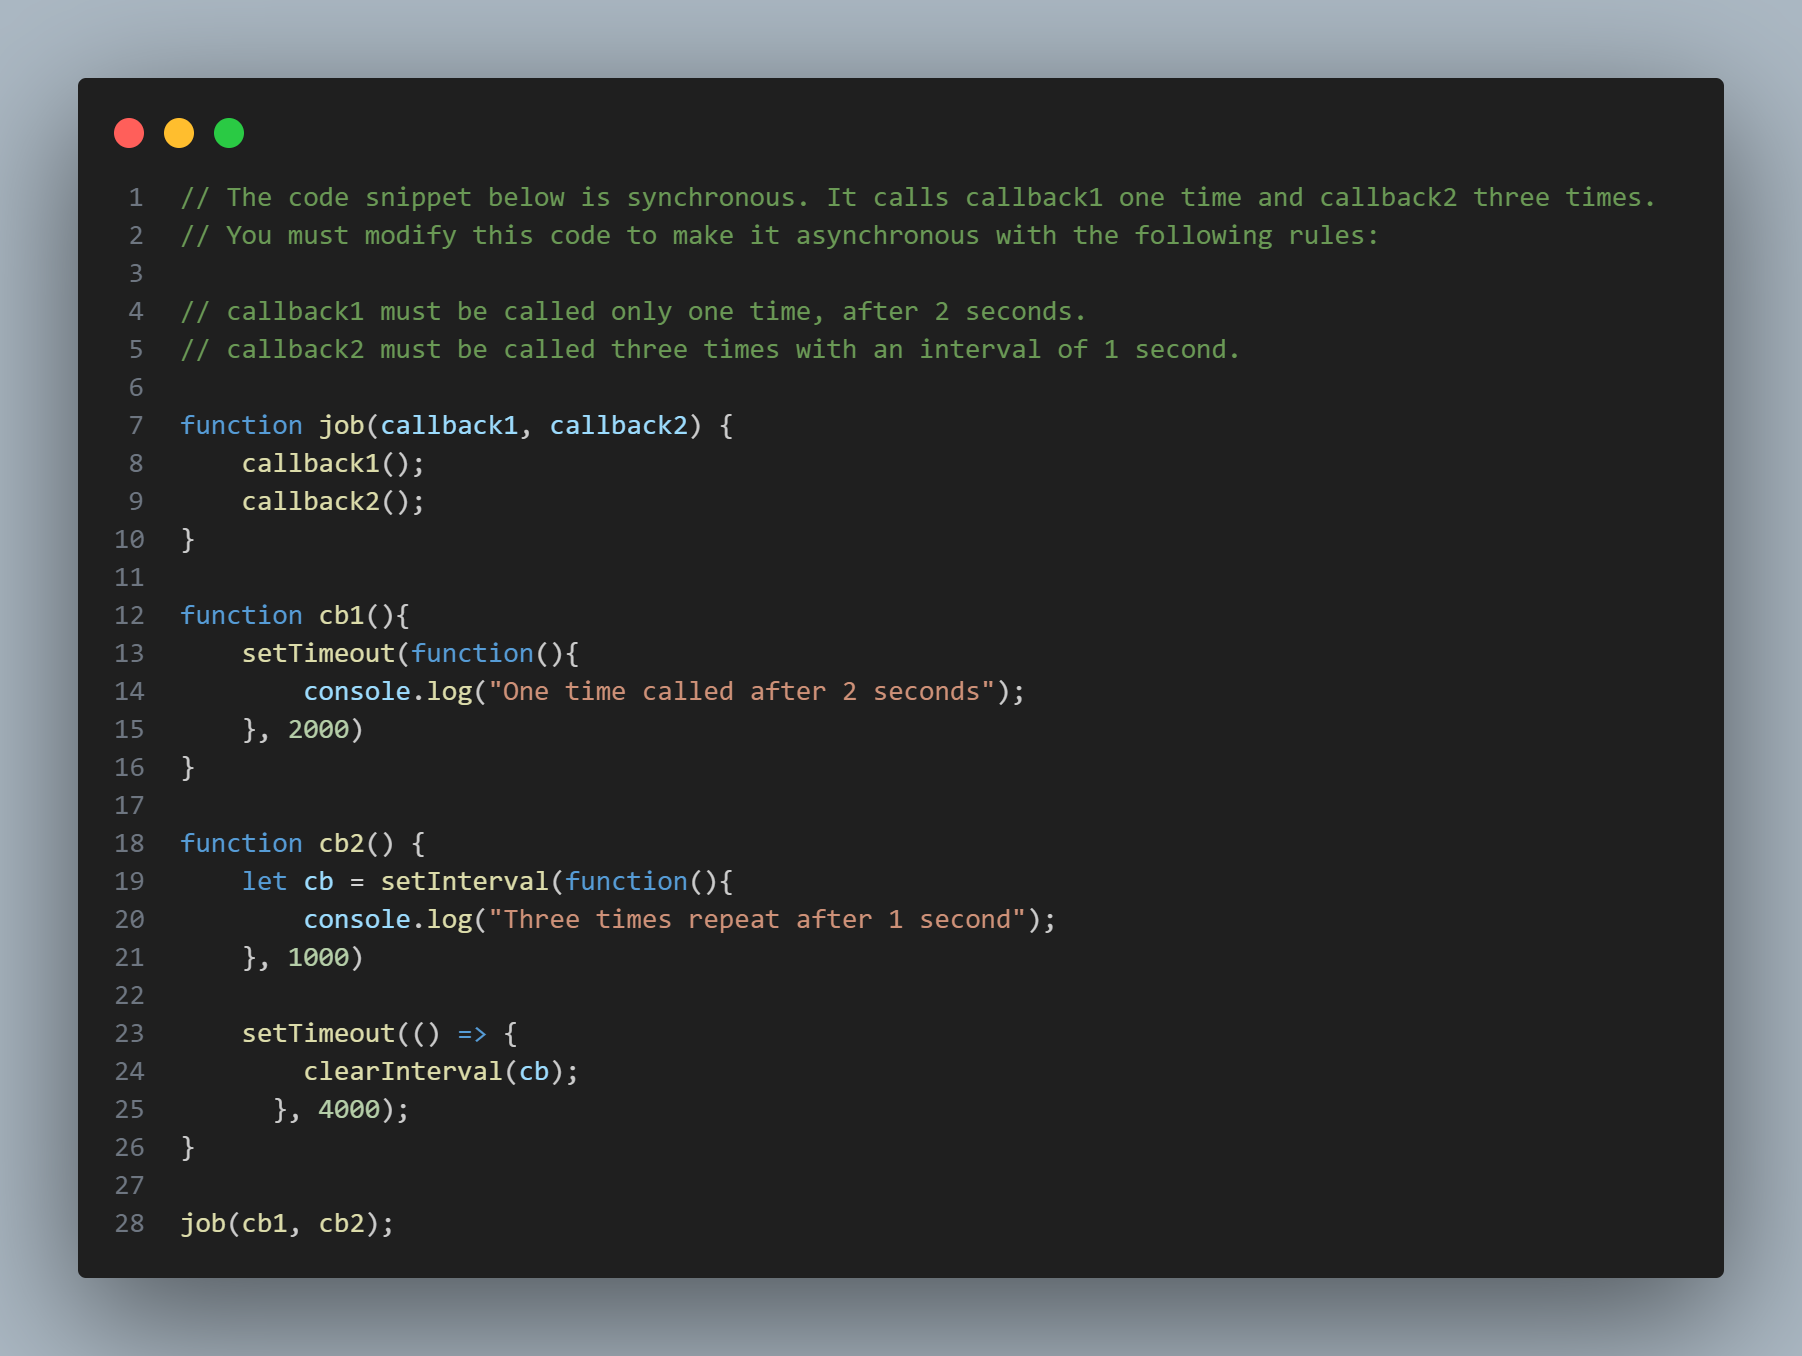 1 // The code snippet below is synchronous. It calls callback1 one time and callback2 three times.
2 // You must modify this code to make it asynchronous with the following rules:
3
4 // callback1 must be called only one time, after 2 seconds.
5 // callback2 must be called three times with an interval of 1 second.
6
7 function job(callback1, callback2) {
8     callback1();
9     callback2();
10 }
11
12 function cb1(){
13     setTimeout(function(){
14         console.log("One time called after 2 seconds");
15     }, 2000)
16 }
17
18 function cb2() {
19     let cb = setInterval(function(){
20         console.log("Three times repeat after 1 second");
21     }, 1000)
22
23     setTimeout(() => {
24         clearInterval(cb);
25       }, 4000);
26 }
27
28 job(cb1, cb2);